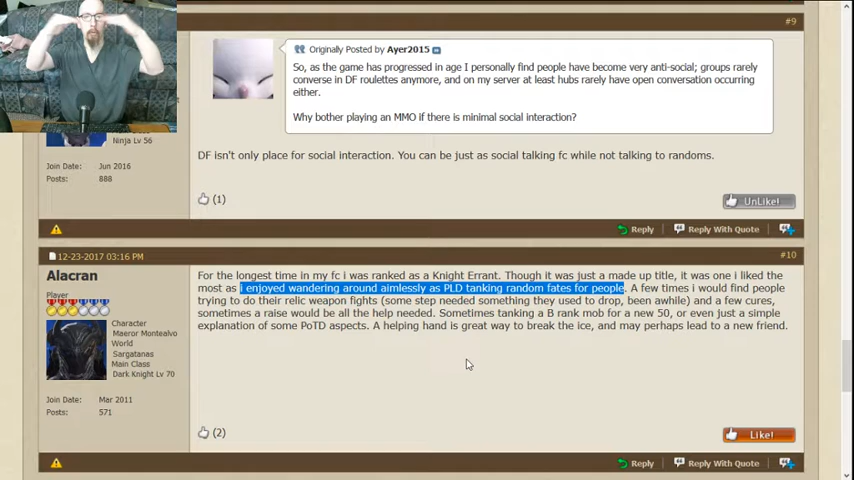 #9
Originally Posted by Ayer2015
So, as the game has progressed in age I personally find people have become very anti-social; groups rarely
converse in DF roulettes anymore, and on my server at least hubs rarely have open conversation occurring
either.
Why bother playing an MMO if there is minimal social interaction?
Ninja Lv 56
Join Date: Jun 2016
Posts: 888
DF isn't only place for social interaction. You can be just as social talking fc while not talking to randoms.
(1)
UnLike!
Reply
Reply With Quote
12-23-2017 03:16 PM
#10
Alacran
Player
Character
Maeror Montealvo
World
Sargatanas
Main Class
Dark Knight Lv 70
Join Date: Mar 2011
Posts: 571
For the longest time in my fc i was ranked as a Knight Errant. Though it was just a made up title, it was one i liked the
most as i enjoyed wandering around aimlessly as PLD tanking random fates for people. A few times i would find people
trying to do their relic weapon fights (some step needed something they used to drop, been awhile) and a few cures,
sometimes a raise would be all the help needed. Sometimes tanking a B rank mob for a new 50, or even just a simple
explanation of some PoTD aspects. A helping hand is great way to break the ice, and may perhaps lead to a new friend.
(2)
Like!
Reply
Reply With Quote